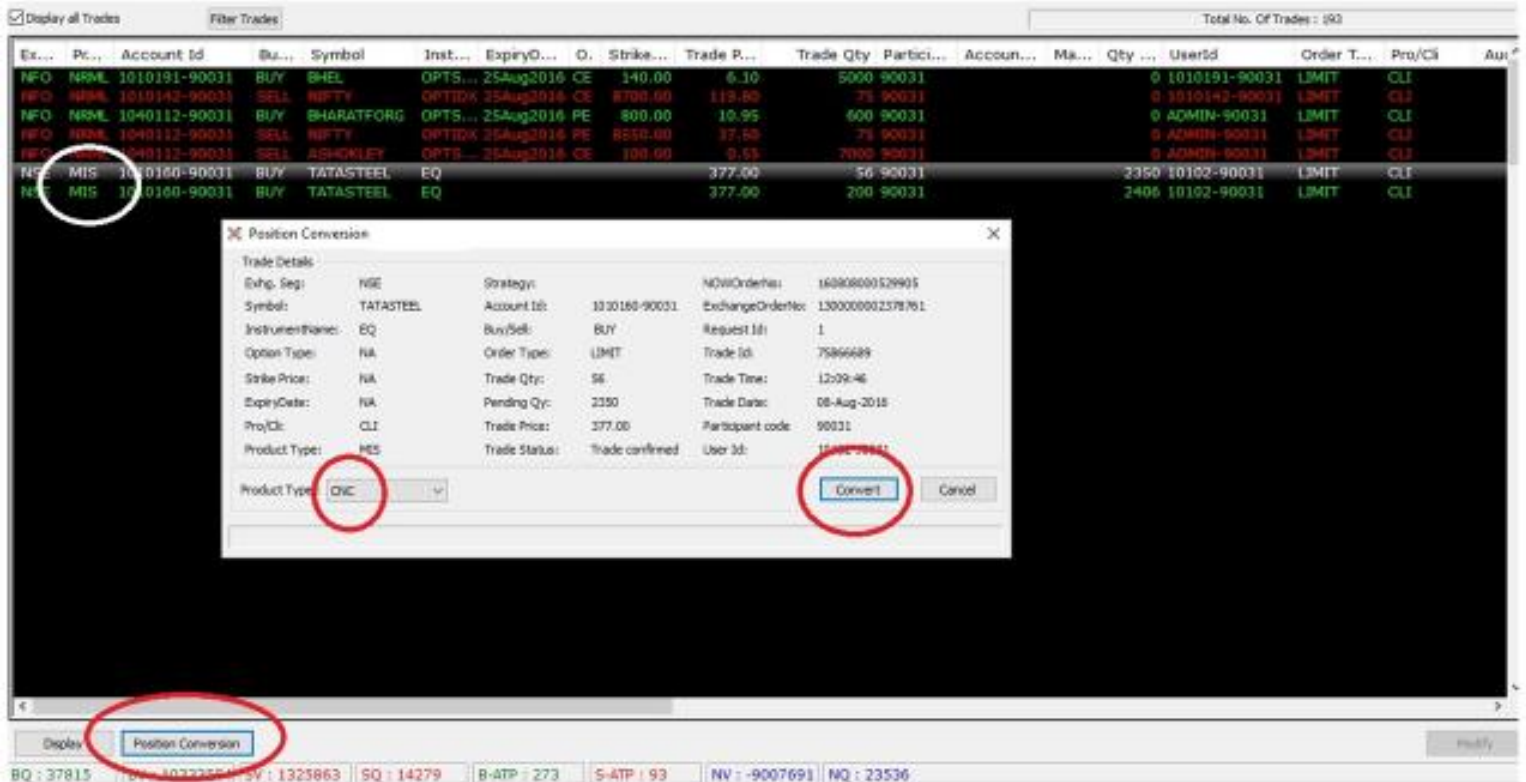 Display all Trades Filter Trades Total No. Of Trades : 193
Ex... Pr... Account Id Bu... Symbol Inst... ExpiryD... O. Strike... Trade P... Trade Qty Partici... Accoun... Ma... Qty ... UserId Order T... Pro/Cli
NFO NRML 1010191-90031 BUY BHEL OPTS... 25Aug2016 CE 140.00 6.10 5000 90031 0 1010191-90031 LIMIT CLI
NFO NRML 1010142-90031 SELL NIFTY OPTIDX 25Aug2016 CE 8700.00 119.80 75 90031 0 1010142-90031 LIMIT CLI
NFO NRML 1040112-90031 BUY BHARATFORG OPTS... 25Aug2016 PE 800.00 10.95 600 90031 0 ADMIN-90031 LIMIT CLI
NFO NRML 1040112-90031 SELL NIFTY OPTIDX 25Aug2016 PE 37.50 75 90031 0 ADMIN-90031 LIMIT CLI
NFO NRML 1040112-90031 SELL ASHOKLEY OPTS... 25Aug2016 CE 100.00 0.55 7000 90031 0 ADMIN-90031 LIMIT CLI
NSE MIS 1010160-90031 BUY TATASTEEL EQ 377.00 56 90031 2350 10102-90031 LIMIT CLI
NSE MIS 1010160-90031 BUY TATASTEEL EQ 377.00 200 90031 2406 10102-90031 LIMIT CLI
Position Conversion
Trade Details
Exhg. Seg: NSE Strategy: NOWOrderNo: 160808000529905
Symbol: TATASTEEL Account Id: 1010160-90031 ExchangeOrderNo: 1300000002378761
InstrumentName: EQ Buy/Sell: BUY Request Id: 1
Option Type: NA Order Type: LIMIT Trade Id: 75866689
Strike Price: NA Trade Qty: 56 Trade Time: 12:09:46
ExpiryDate: NA Pending Qy: 2350 Trade Date: 08-Aug-2016
Pro/Cli: CLI Trade Price: 377.00 Participant code 90031
Product Type: MIS Trade Status: Trade confirmed User Id:
Product Type: CNC Convert Cancel
Display Position Conversion Modify
BQ : 37815 SV : 1325863 SQ : 14279 B-ATP : 273 S-ATP : 93 NV : -9007691 NQ : 23536